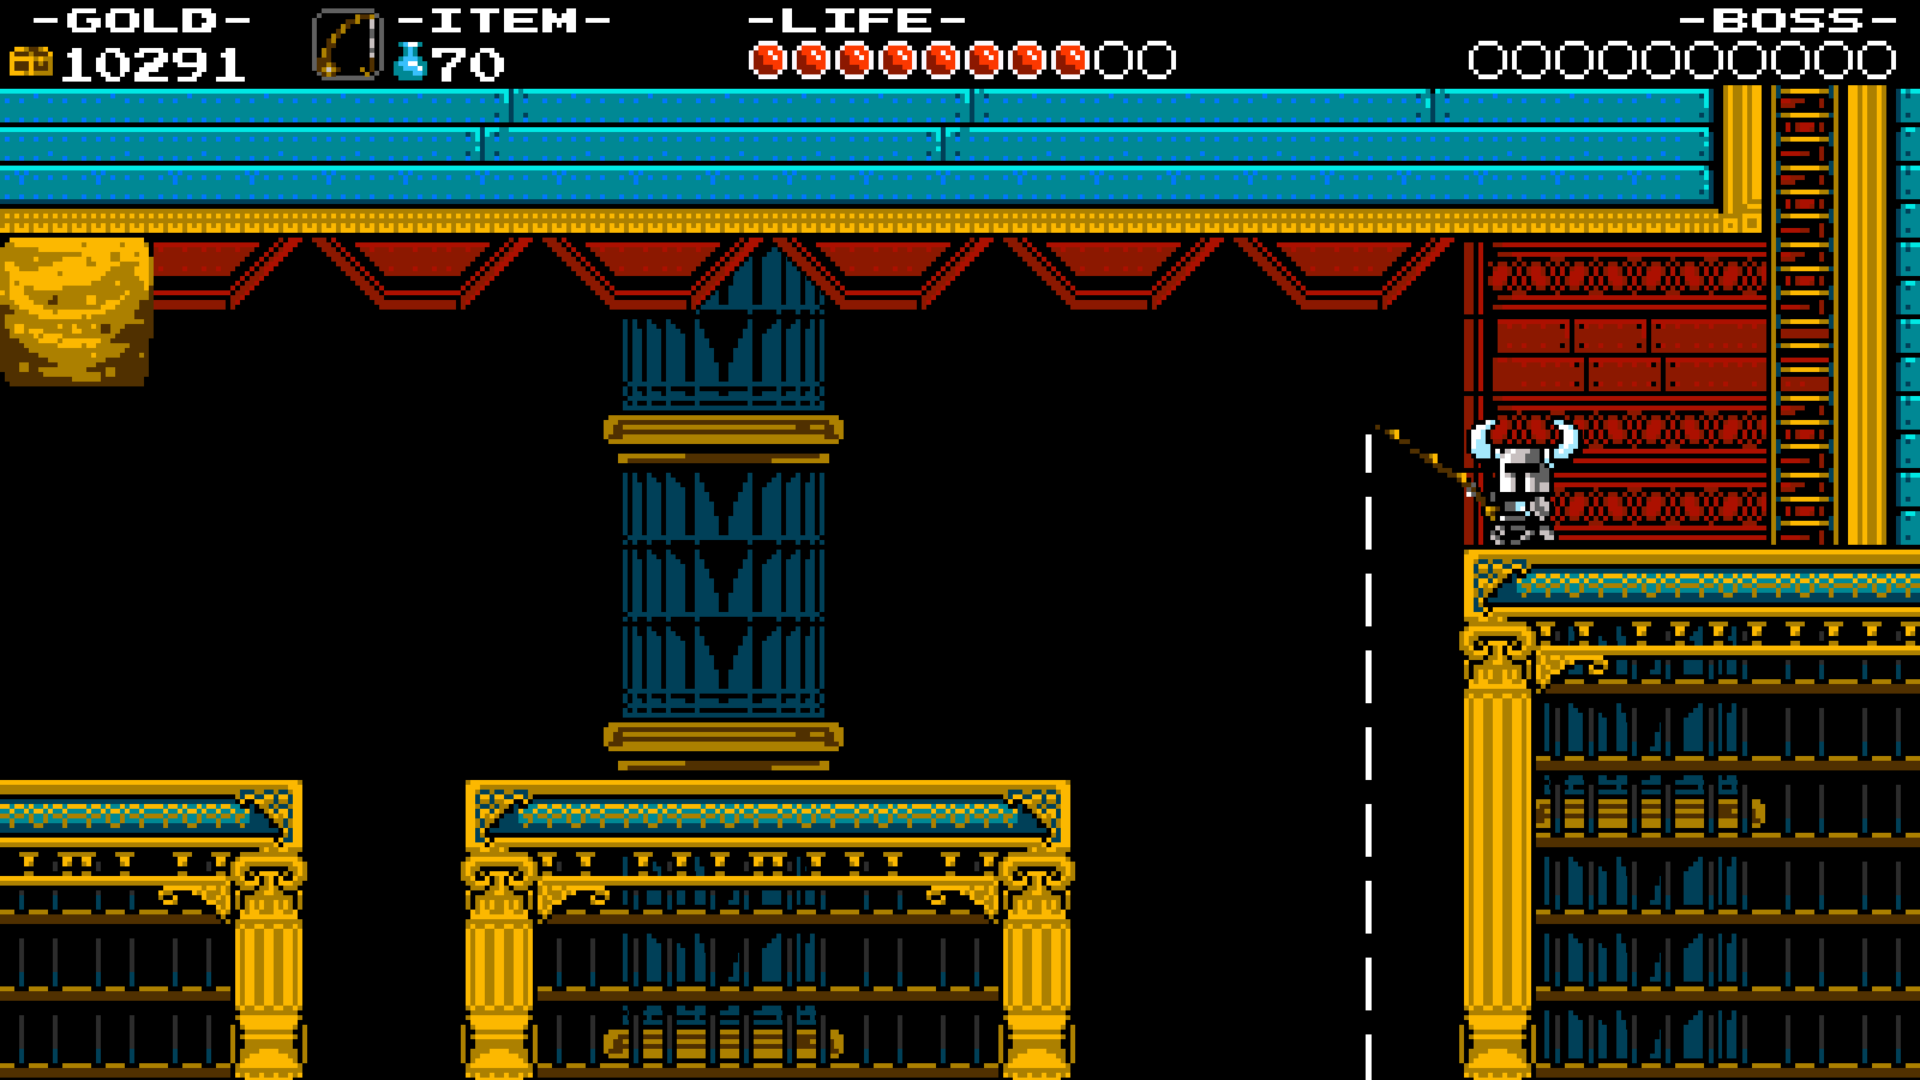 -GOLD- -ITEM- -LIFE- -BOSS-
10291 70